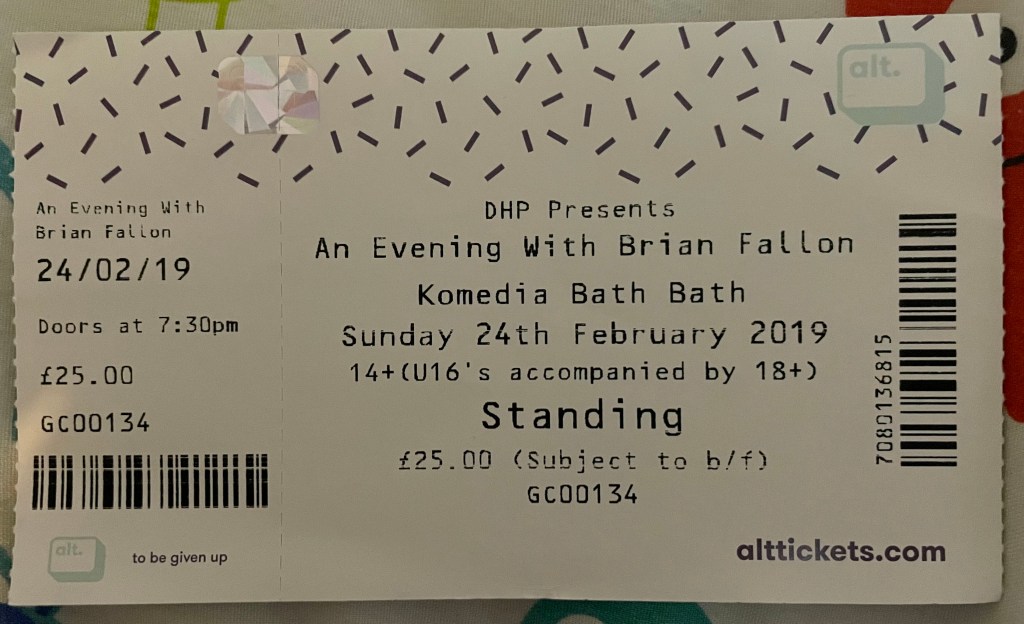 An Evening With
Brian Fallon
24/02/19
Doors at 7:30pm
£25.00
GC00134
alt.
to be given up
alt.
DHP Presents
An Evening With Brian Fallon
Komedia Bath Bath
Sunday 24th February 2019
14+(U16's accompanied by 18+)
Standing
£25.00 (Subject to b/f)
GC00134
7080136815
alttickets.com